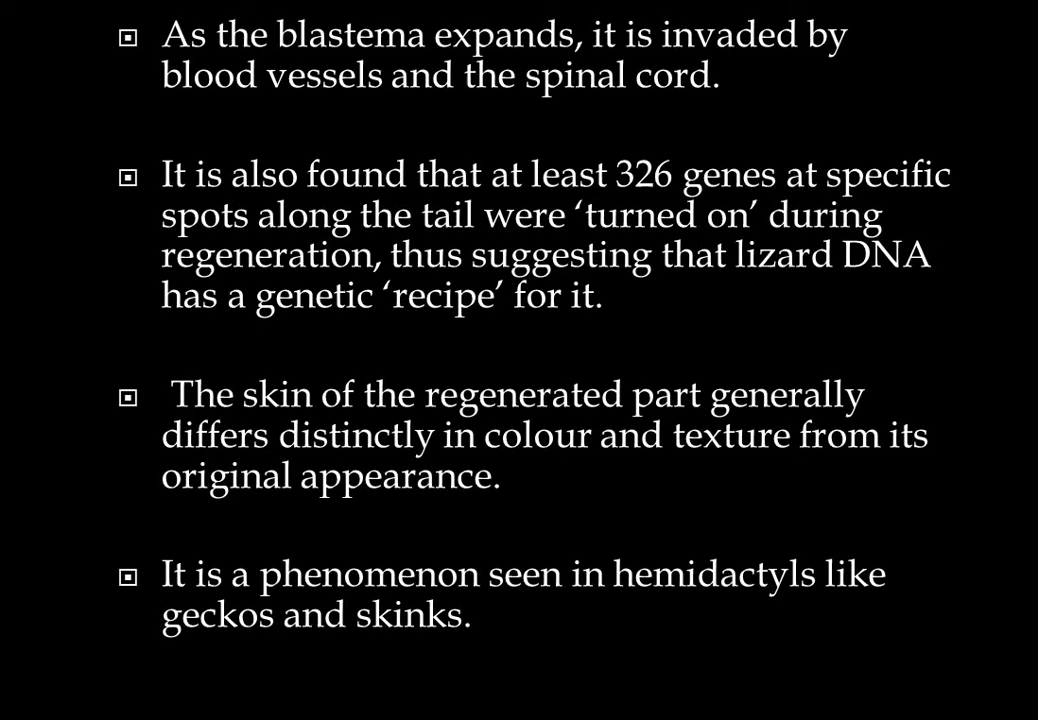 As the blastema expands, it is invaded by
blood vessels and the spinal cord.
It is also found that at least 326 genes at specific
spots along the tail were ‘turned on’ during
regeneration, thus suggesting that lizard DNA
has a genetic ‘recipe’ for it.
The skin of the regenerated part generally
differs distinctly in colour and texture from its
original appearance.
It is a phenomenon seen in hemidactyls like
geckos and skinks.